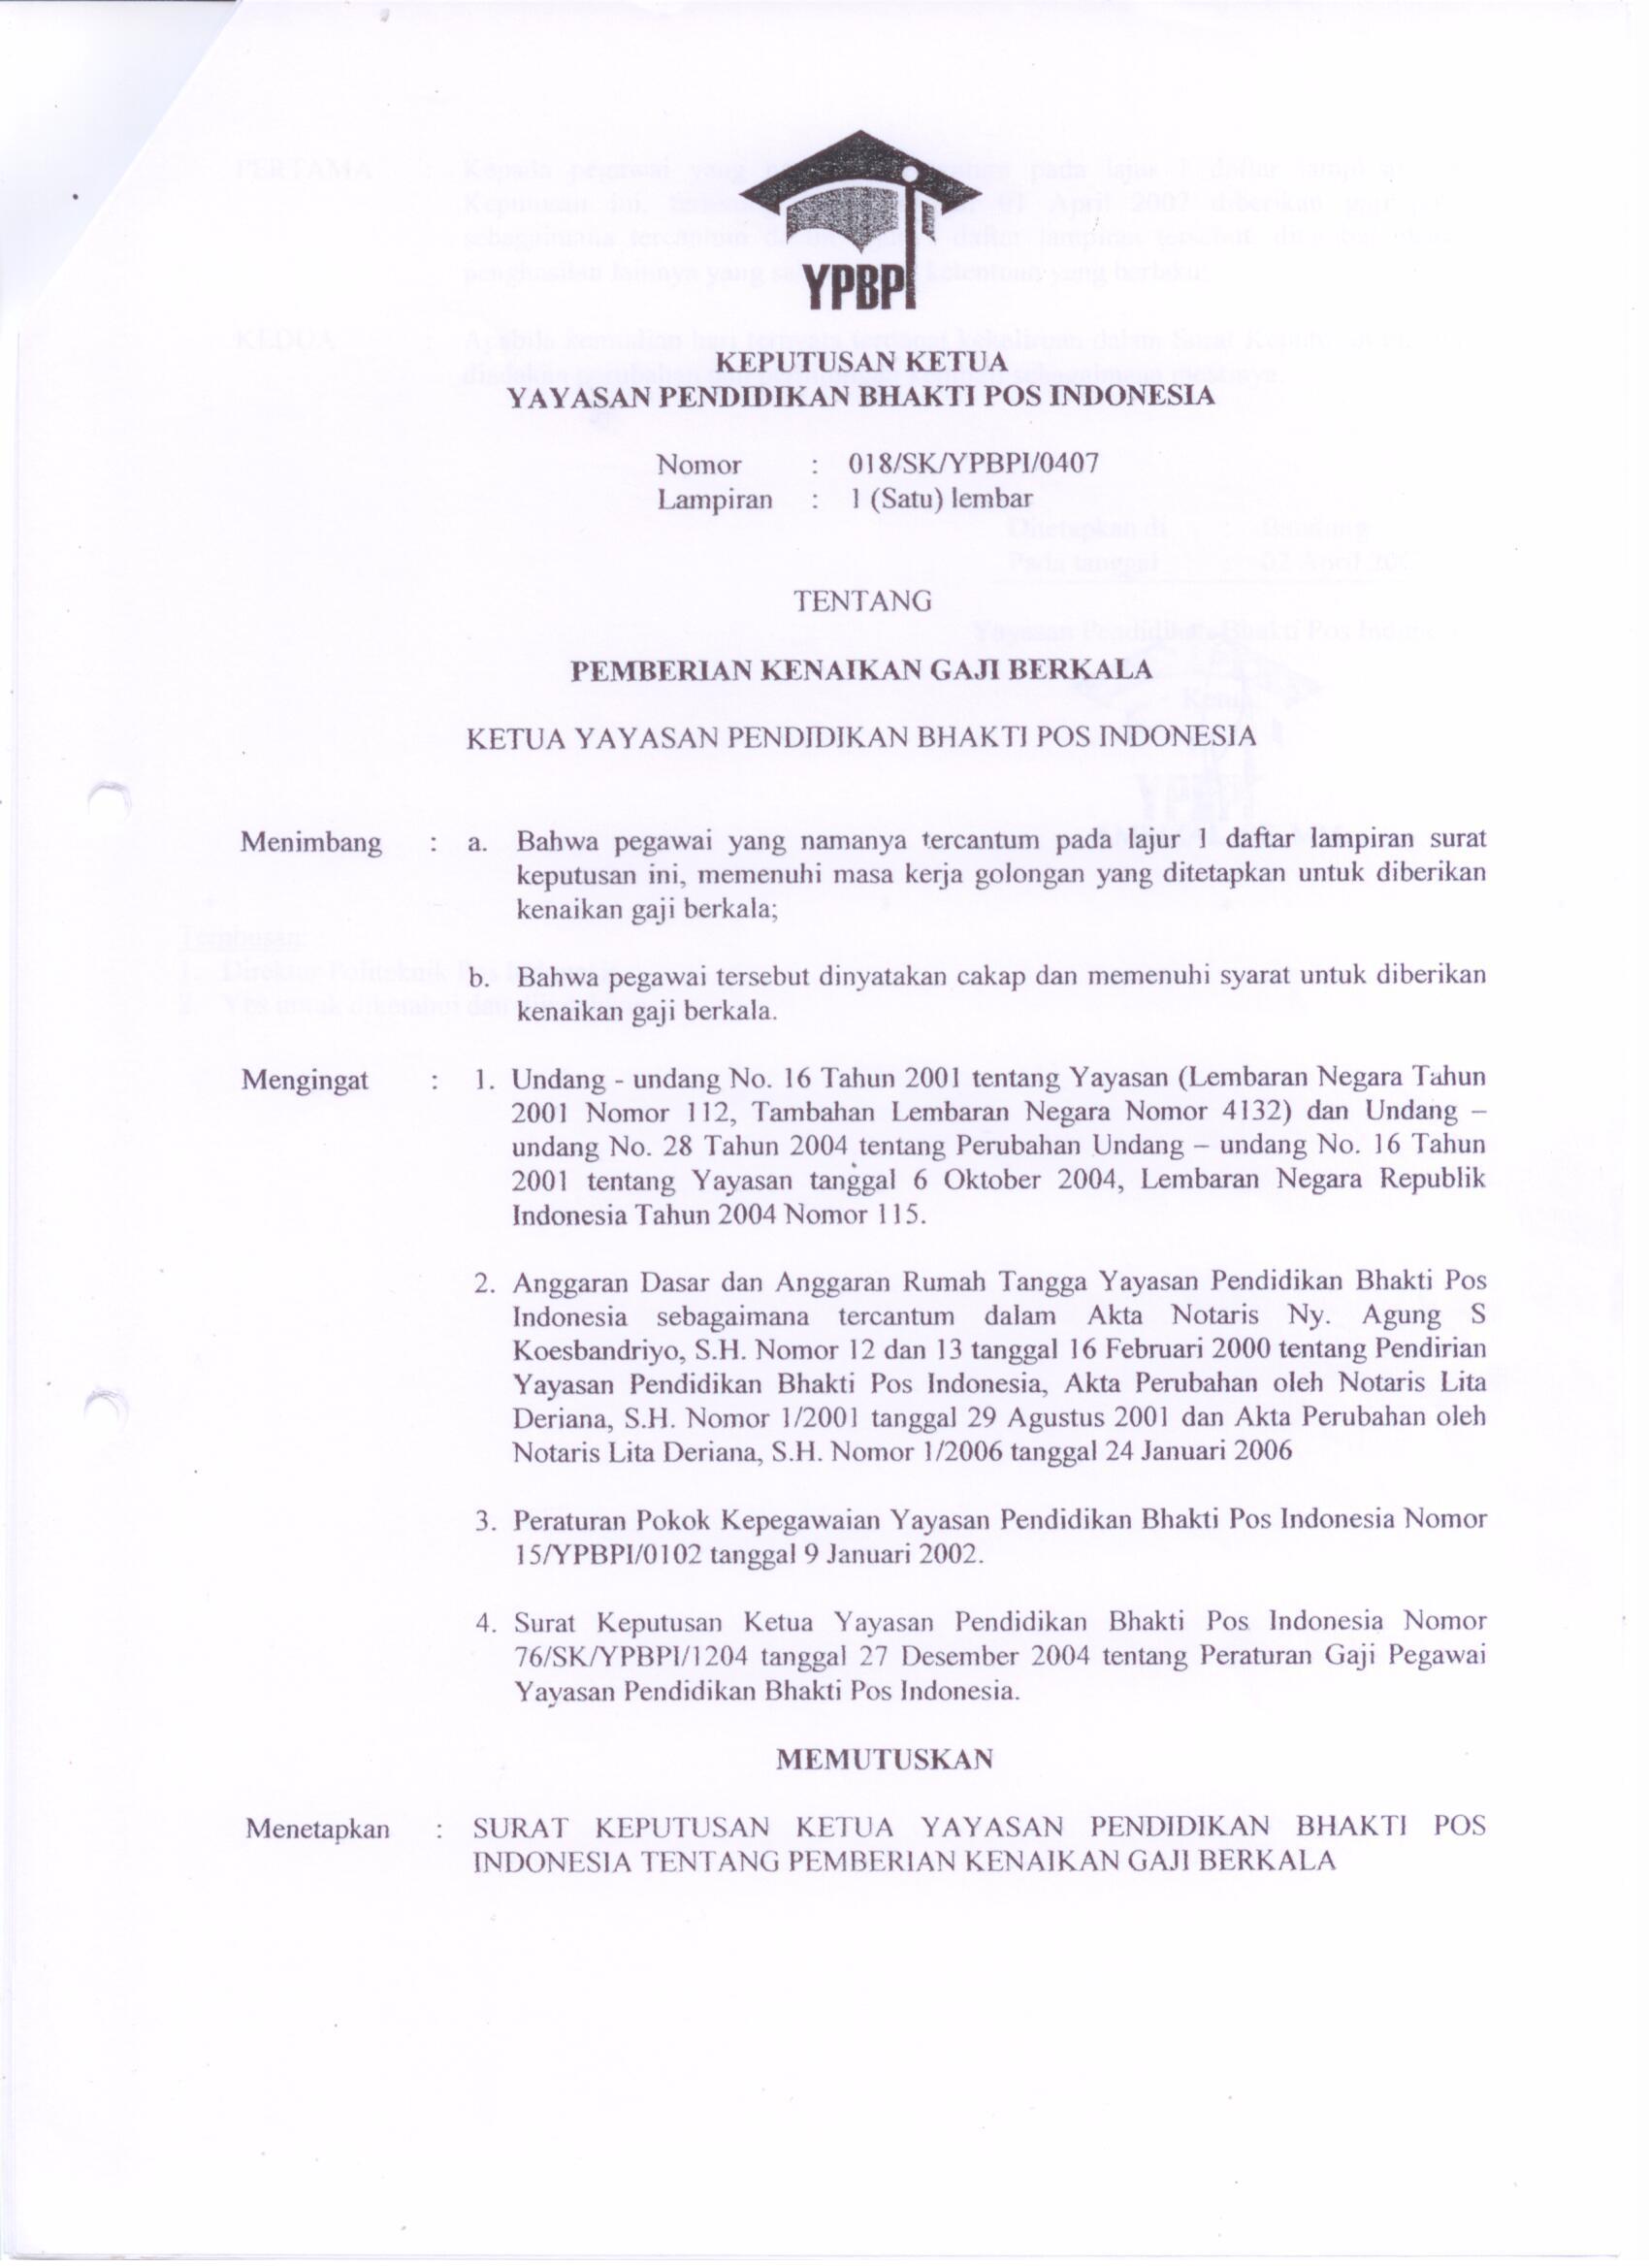 YPBPI
KEPUTUSAN KETUA
YAYASAN PENDIDIKAN BHAKTI POS INDONESIA
Nomor : 018/SK/YPBPI/0407
Lampiran : 1 (Satu) lembar
TENTANG
PEMBERIAN KENAIKAN GAJI BERKALA
KETUA YAYASAN PENDIDIKAN BHAKTI POS INDONESIA
Menimbang : a. Bahwa pegawai yang namanya tercantum pada lajur 1 daftar lampiran surat
keputusan ini, memenuhi masa kerja golongan yang ditetapkan untuk diberikan
kenaikan gaji berkala;
b. Bahwa pegawai tersebut dinyatakan cakap dan memenuhi syarat untuk diberikan
kenaikan gaji berkala.
Mengingat : 1. Undang - undang No. 16 Tahun 2001 tentang Yayasan (Lembaran Negara Tahun
2001 Nomor 112, Tambahan Lembaran Negara Nomor 4132) dan Undang –
undang No. 28 Tahun 2004 tentang Perubahan Undang – undang No. 16 Tahun
2001 tentang Yayasan tanggal 6 Oktober 2004, Lembaran Negara Republik
Indonesia Tahun 2004 Nomor 115.
2. Anggaran Dasar dan Anggaran Rumah Tangga Yayasan Pendidikan Bhakti Pos
Indonesia sebagaimana tercantum dalam Akta Notaris Ny. Agung S
Koesbandriyo, S.H. Nomor 12 dan 13 tanggal 16 Februari 2000 tentang Pendirian
Yayasan Pendidikan Bhakti Pos Indonesia, Akta Perubahan oleh Notaris Lita
Deriana, S.H. Nomor 1/2001 tanggal 29 Agustus 2001 dan Akta Perubahan oleh
Notaris Lita Deriana, S.H. Nomor 1/2006 tanggal 24 Januari 2006
3. Peraturan Pokok Kepegawaian Yayasan Pendidikan Bhakti Pos Indonesia Nomor
15/YPBPI/0102 tanggal 9 Januari 2002.
4. Surat Keputusan Ketua Yayasan Pendidikan Bhakti Pos Indonesia Nomor
76/SK/YPBPI/1204 tanggal 27 Desember 2004 tentang Peraturan Gaji Pegawai
Yayasan Pendidikan Bhakti Pos Indonesia.
MEMUTUSKAN
Menetapkan : SURAT KEPUTUSAN KETUA YAYASAN PENDIDIKAN BHAKTI POS
INDONESIA TENTANG PEMBERIAN KENAIKAN GAJI BERKALA